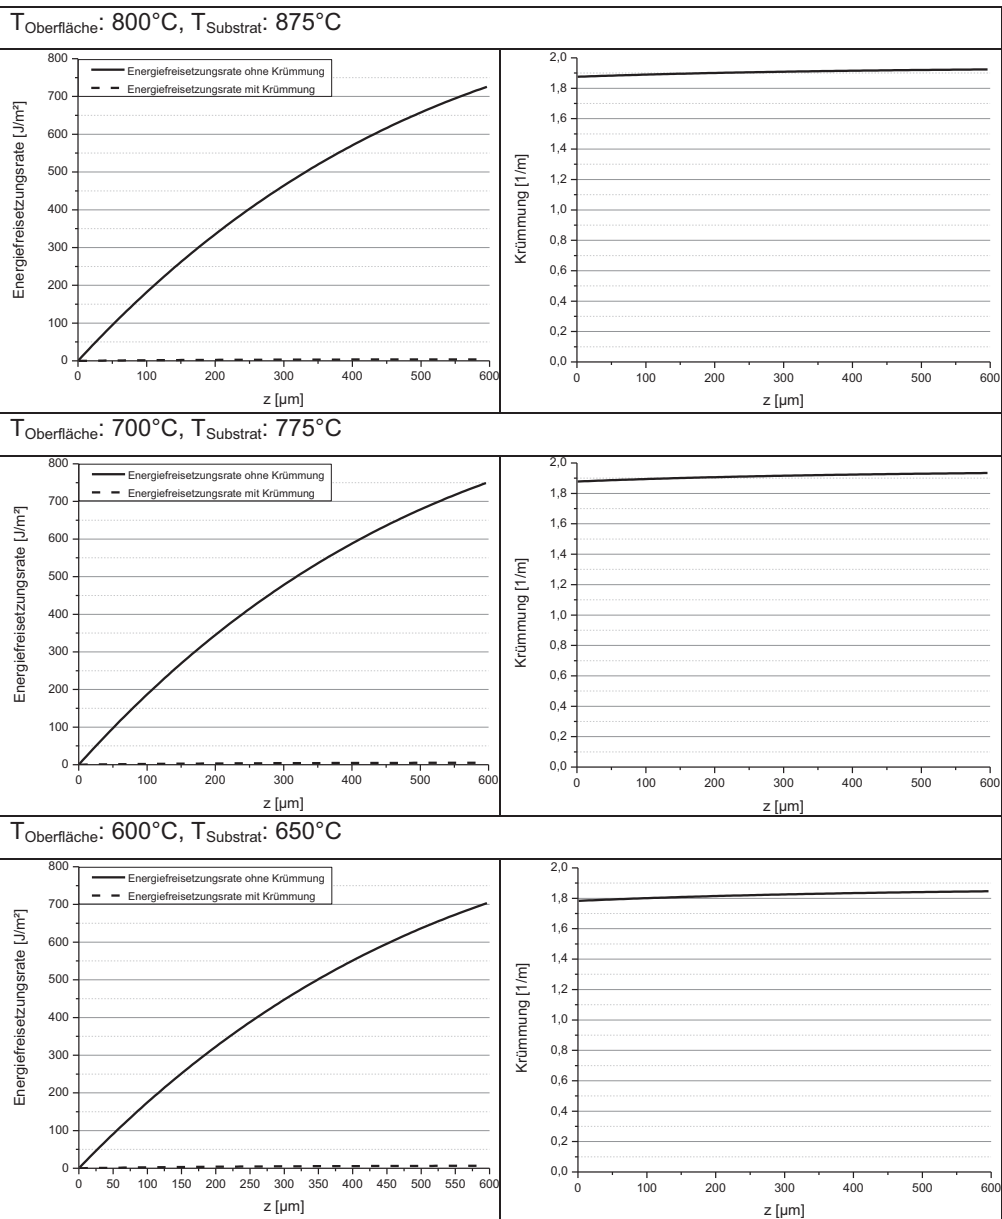 TOberfläche: 800°C, TSubstrat: 875°C
Energiefreisetzungsrate [J/m²]
800
700
600
500
400
300
200
100
0
Energiefreisetzungsrate ohne Krümmung
Energiefreisetzungsrate mit Krümmung
0 100 200 300 400 500 600
z [µm]
Krümmung [1/m]
2,0
1,8
1,6
1,4
1,2
1,0
0,8
0,6
0,4
0,2
0,0
0 100 200 300 400 500 600
z [µm]
TOberfläche: 700°C, TSubstrat: 775°C
Energiefreisetzungsrate [J/m²]
800
700
600
500
400
300
200
100
0
Energiefreisetzungsrate ohne Krümmung
Energiefreisetzungsrate mit Krümmung
0 100 200 300 400 500 600
z [µm]
Krümmung [1/m]
2,0
1,8
1,6
1,4
1,2
1,0
0,8
0,6
0,4
0,2
0,0
0 100 200 300 400 500 600
z [µm]
TOberfläche: 600°C, TSubstrat: 650°C
Energiefreisetzungsrate [J/m²]
800
700
600
500
400
300
200
100
0
Energiefreisetzungsrate ohne Krümmung
Energiefreisetzungsrate mit Krümmung
0 50 100 150 200 250 300 350 400 450 500 550 600
z [µm]
Krümmung [1/m]
2,0
1,8
1,6
1,4
1,2
1,0
0,8
0,6
0,4
0,2
0,0
0 100 200 300 400 500 600
z [µm]